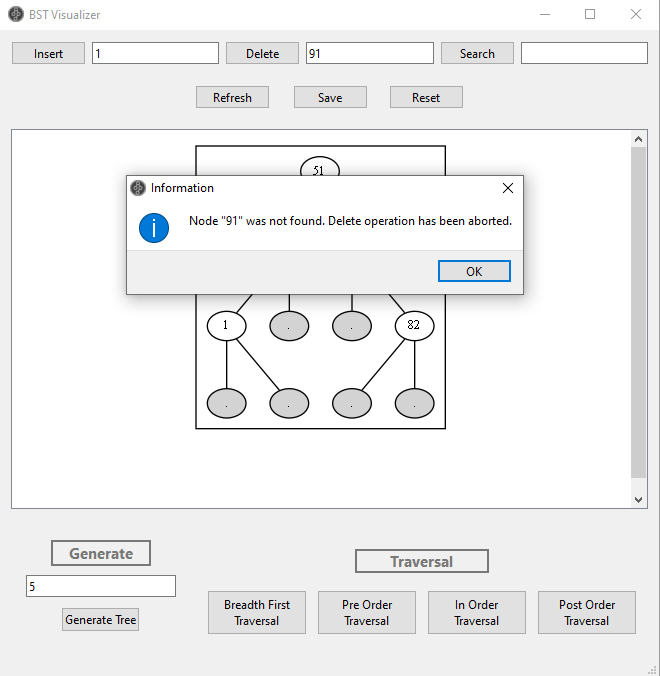 BST Visualizer
Insert 1 Delete 91 Search
Refresh Save Reset
51
Information
Node "91" was not found. Delete operation has been aborted.
OK
1 . . 82
. . . .
Generate
Traversal
5
Generate Tree
Breadth First
Traversal
Pre Order
Traversal
In Order
Traversal
Post Order
Traversal